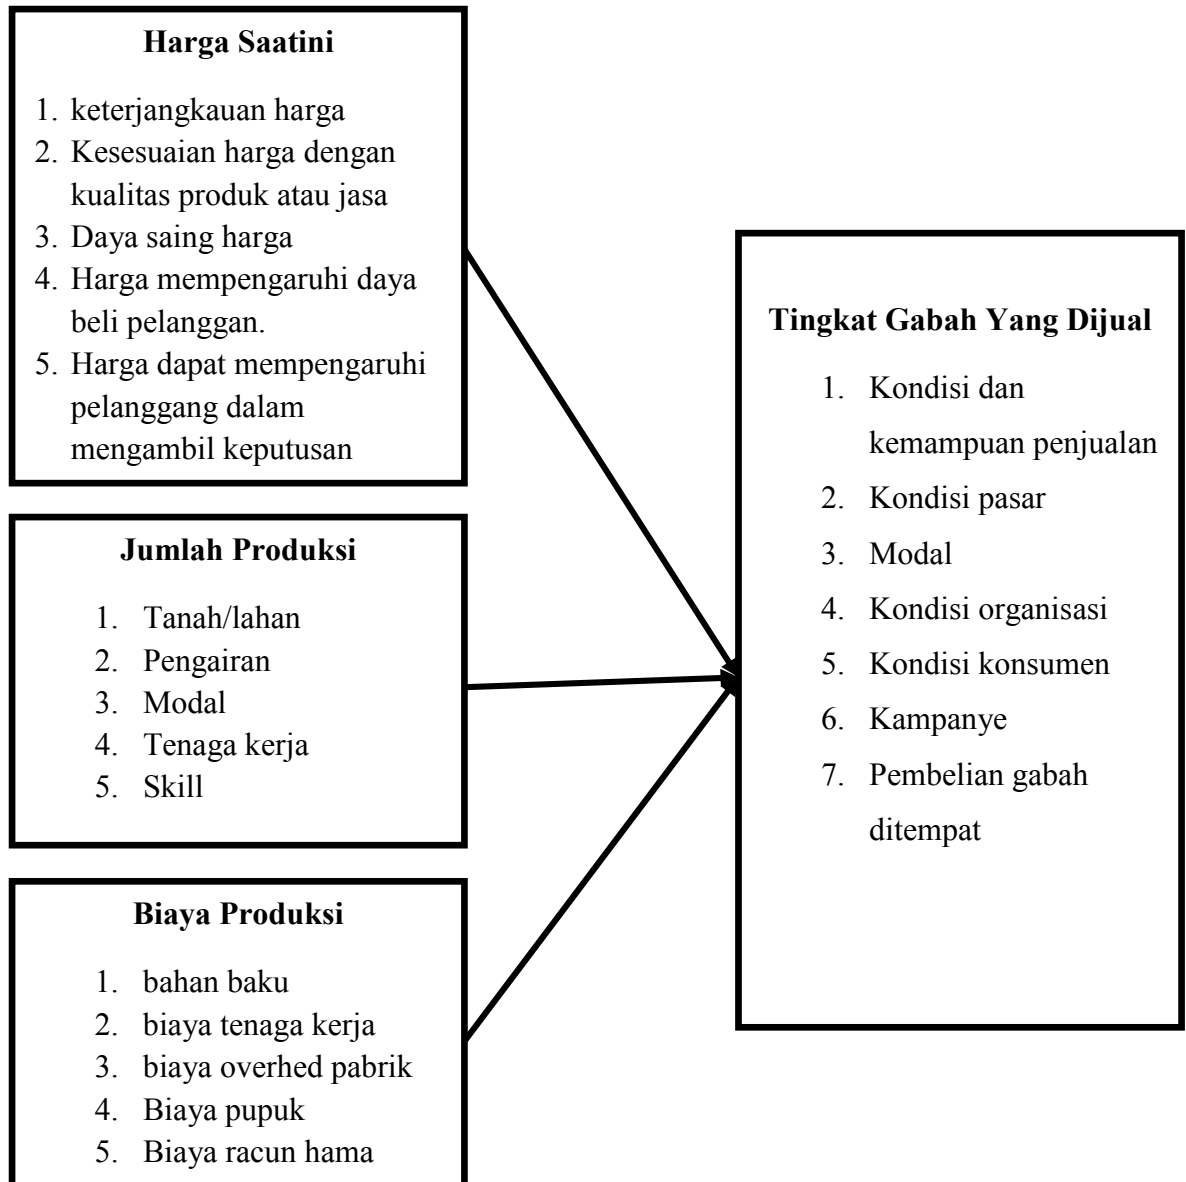 Harga Saatini
1. keterjangkauan harga
2. Kesesuaian harga dengan
kualitas produk atau jasa
3. Daya saing harga
4. Harga mempengaruhi daya
beli pelanggan.
5. Harga dapat mempengaruhi
pelanggang dalam
mengambil keputusan
Jumlah Produksi
1. Tanah/lahan
2. Pengairan
3. Modal
4. Tenaga kerja
5. Skill
Biaya Produksi
1. bahan baku
2. biaya tenaga kerja
3. biaya overhed pabrik
4. Biaya pupuk
5. Biaya racun hama
Tingkat Gabah Yang Dijual
1. Kondisi dan
kemampuan penjualan
2. Kondisi pasar
3. Modal
4. Kondisi organisasi
5. Kondisi konsumen
6. Kampanye
7. Pembelian gabah
ditempat